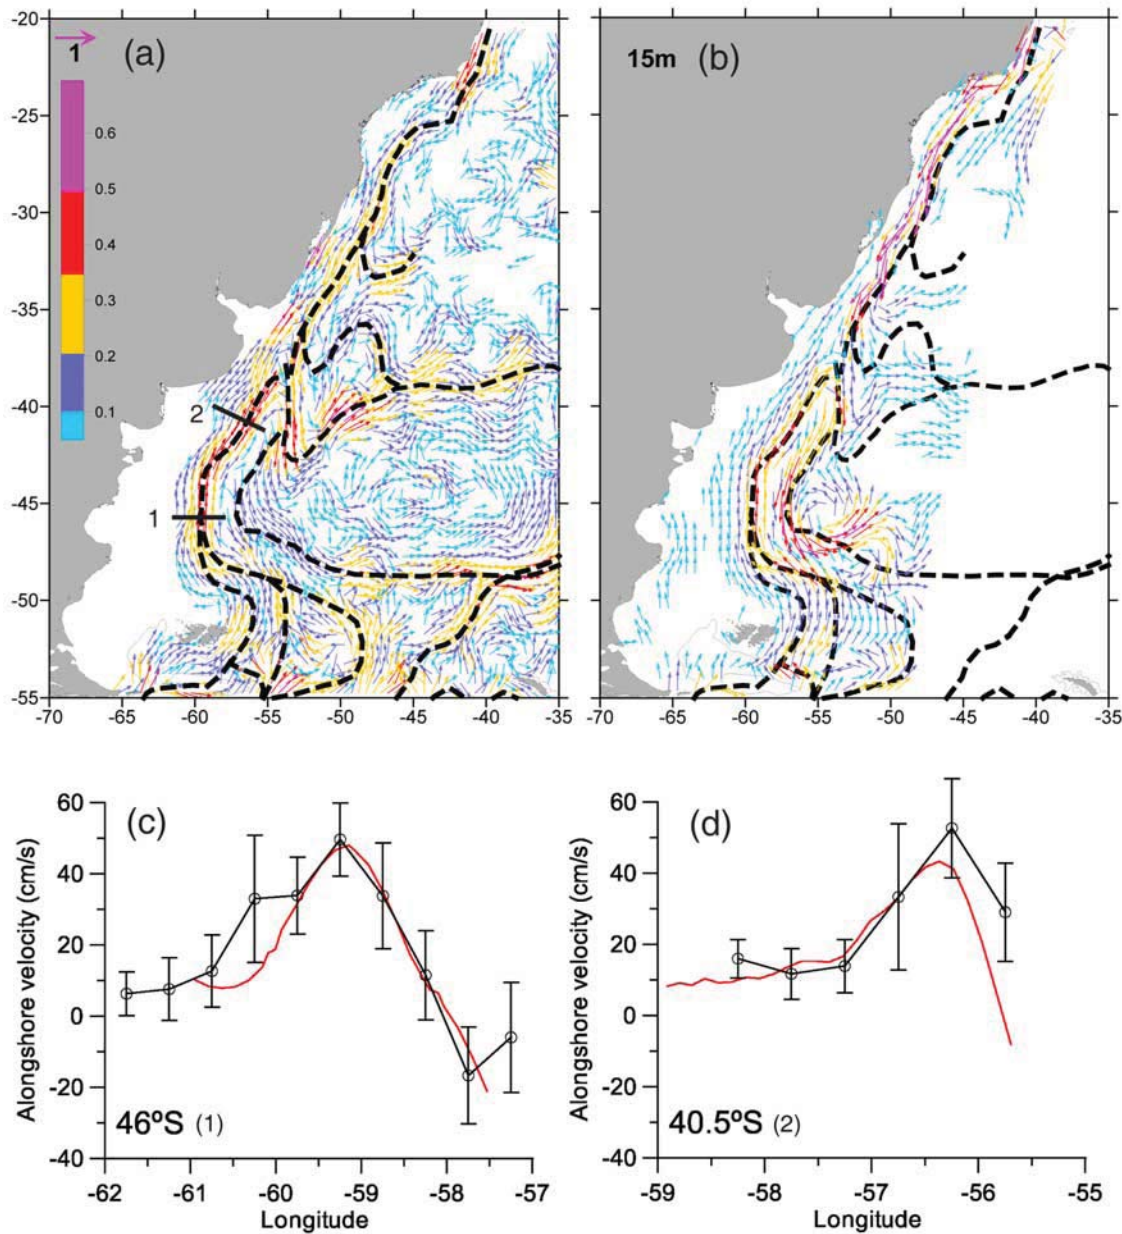 (a)
1
0.6
0.5
0.4
0.3
0.2
0.1
2
1
-20
-25
-30
-35
-40
-45
-50
-55
-70 -65 -60 -55 -50 -45 -40 -35
15m (b)
-70 -65 -60 -55 -50 -45 -40 -35
(c)
Alongshore velocity (cm/s)
60
40
20
0
-20
-40
46ºS (1)
-62 -61 -60 -59 -58 -57
Longitude
(d)
Alongshore velocity (cm/s)
60
40
20
0
-20
-40
40.5ºS (2)
-59 -58 -57 -56 -55
Longitude